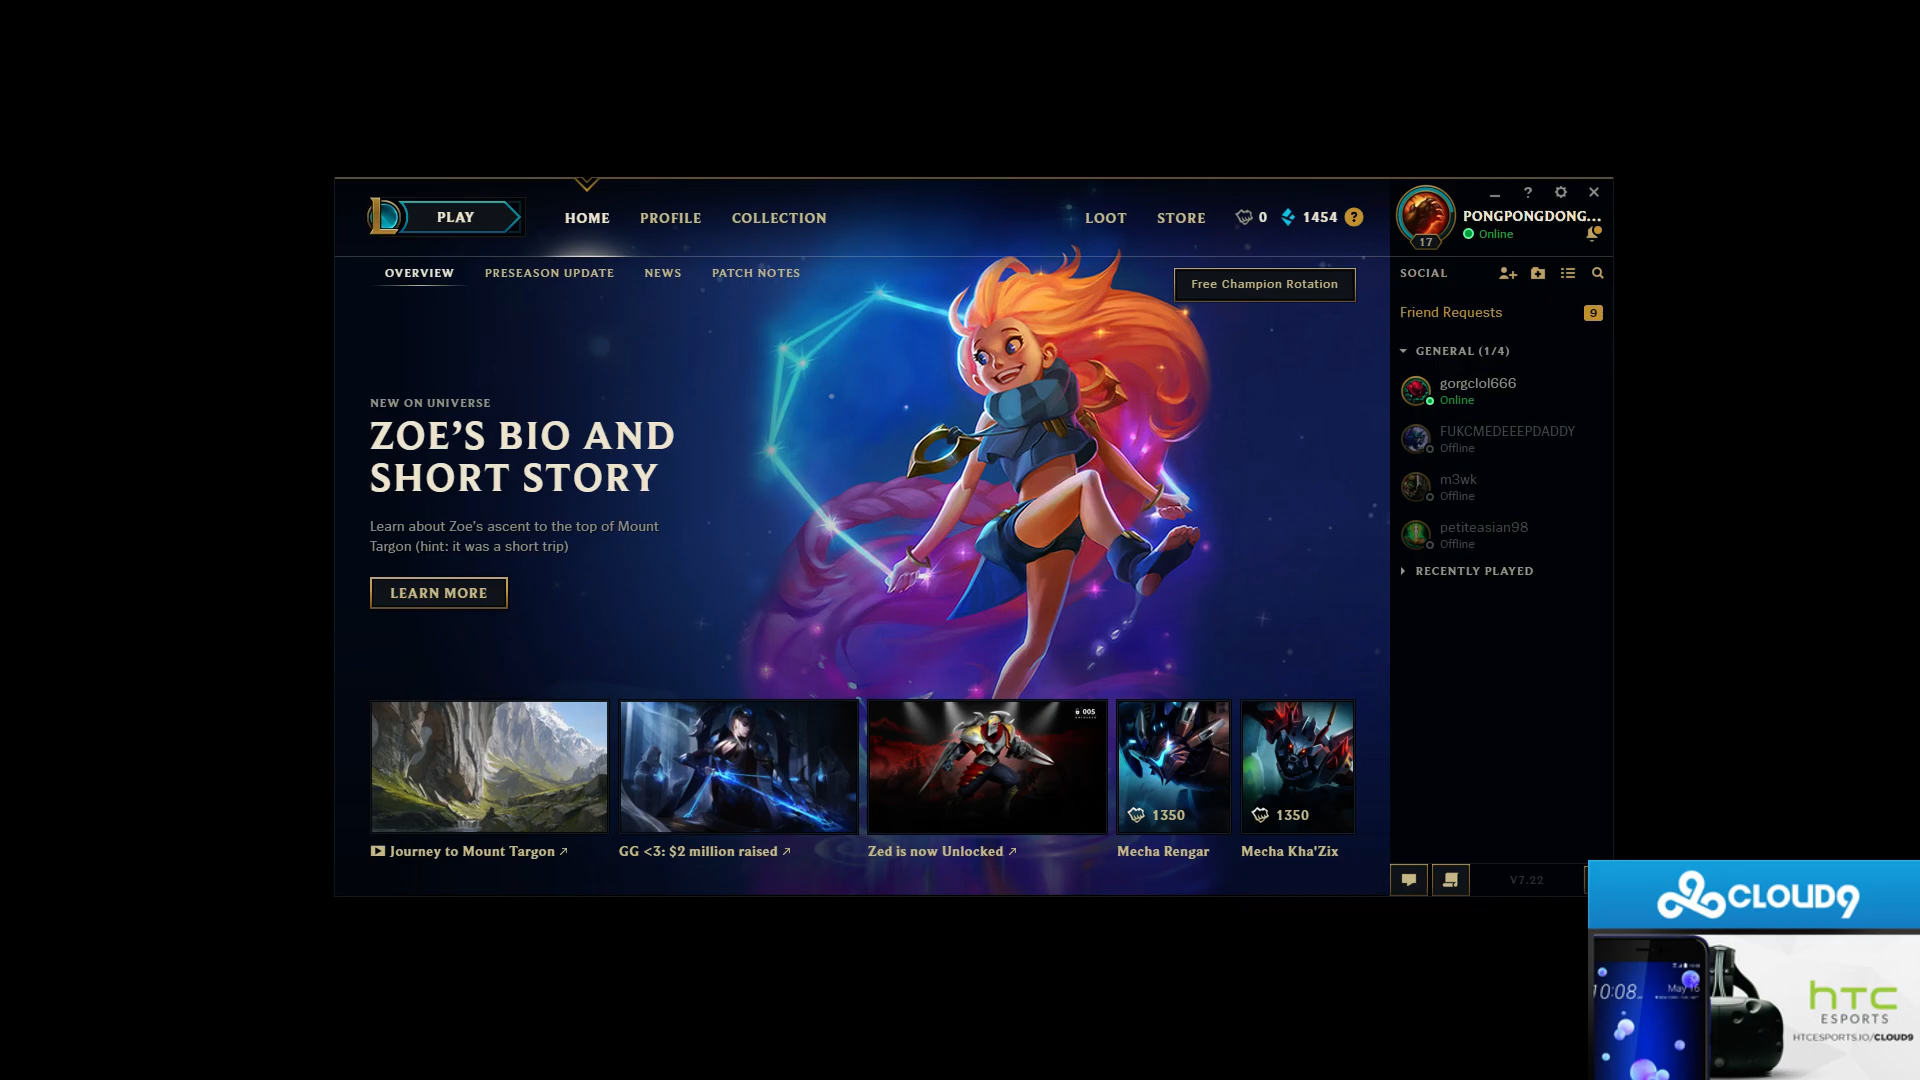 PLAY
HOME
PROFILE
COLLECTION
LOOT
STORE
0
1454
?
?
17
PONGPONGDONG...
Online
OVERVIEW
PRESEASON UPDATE
NEWS
PATCH NOTES
Free Champion Rotation
SOCIAL
Friend Requests
9
GENERAL (1/4)
gorgclol666
Online
FUKCMEDEEEPDADDY
Offline
m3wk
Offline
petiteasian98
Offline
RECENTLY PLAYED
NEW ON UNIVERSE
ZOE'S BIO AND
SHORT STORY
Learn about Zoe's ascent to the top of Mount
Targon (hint: it was a short trip)
LEARN MORE
1350
1350
Journey to Mount Targon
GG <3: $2 million raised
Zed is now Unlocked
Mecha Rengar
Mecha Kha'Zix
V7.22
CLOUD9
10:08
May 16
hTC
ESPORTS
HTCESPORTS.IO/CLOUD9